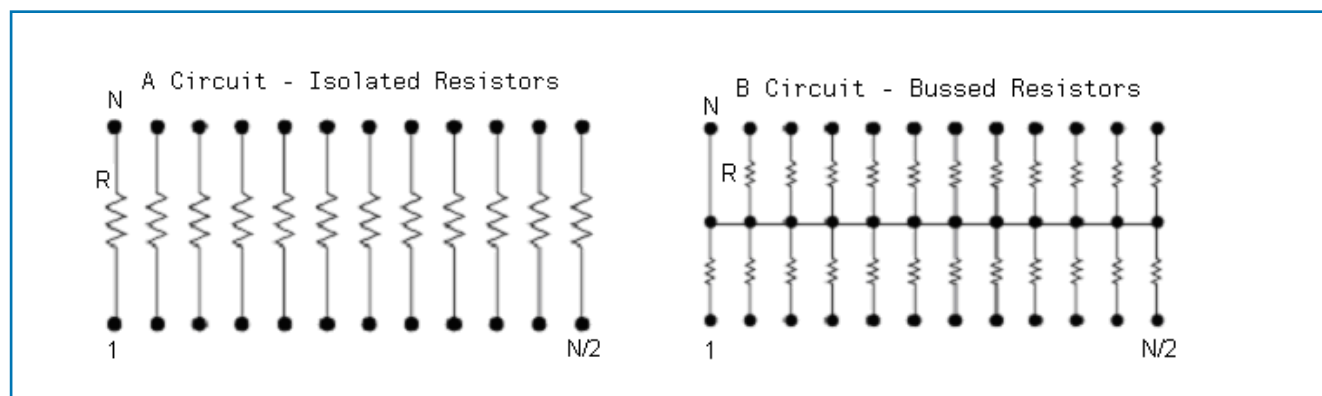 A Circuit - Isolated Resistors
N
R
1
N/2
B Circuit - Bussed Resistors
N
R
1
N/2